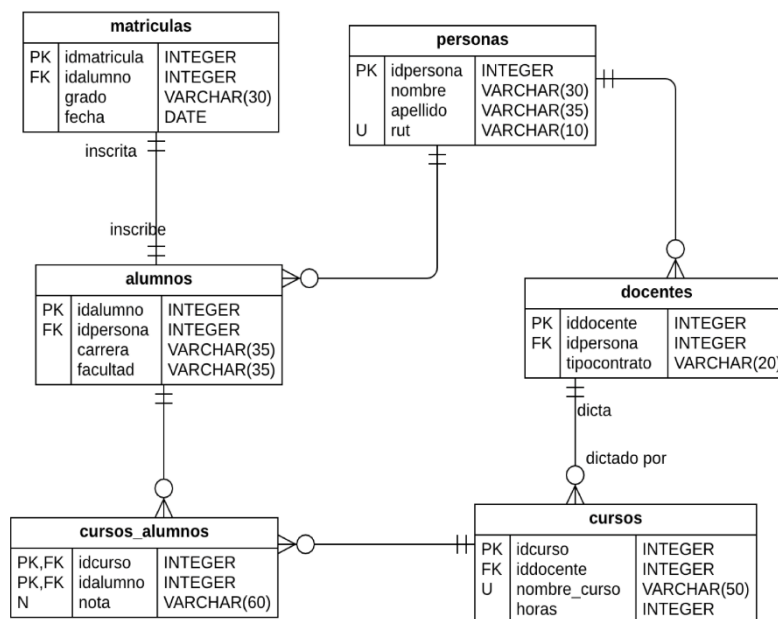 matriculas
PK idmatricula INTEGER
FK idalumno INTEGER
grado VARCHAR(30)
fecha DATE
personas
PK idpersona INTEGER
nombre VARCHAR(30)
apellido VARCHAR(35)
U rut VARCHAR(10)
inscrita
inscribe
alumnos
PK idalumno INTEGER
FK idpersona INTEGER
carrera VARCHAR(35)
facultad VARCHAR(35)
docentes
PK iddocente INTEGER
FK idpersona INTEGER
tipocontrato VARCHAR(20)
dicta
dictado por
cursos_alumnos
PK,FK idcurso INTEGER
PK,FK idalumno INTEGER
N nota VARCHAR(60)
cursos
PK idcurso INTEGER
FK iddocente INTEGER
U nombre_curso VARCHAR(50)
horas INTEGER